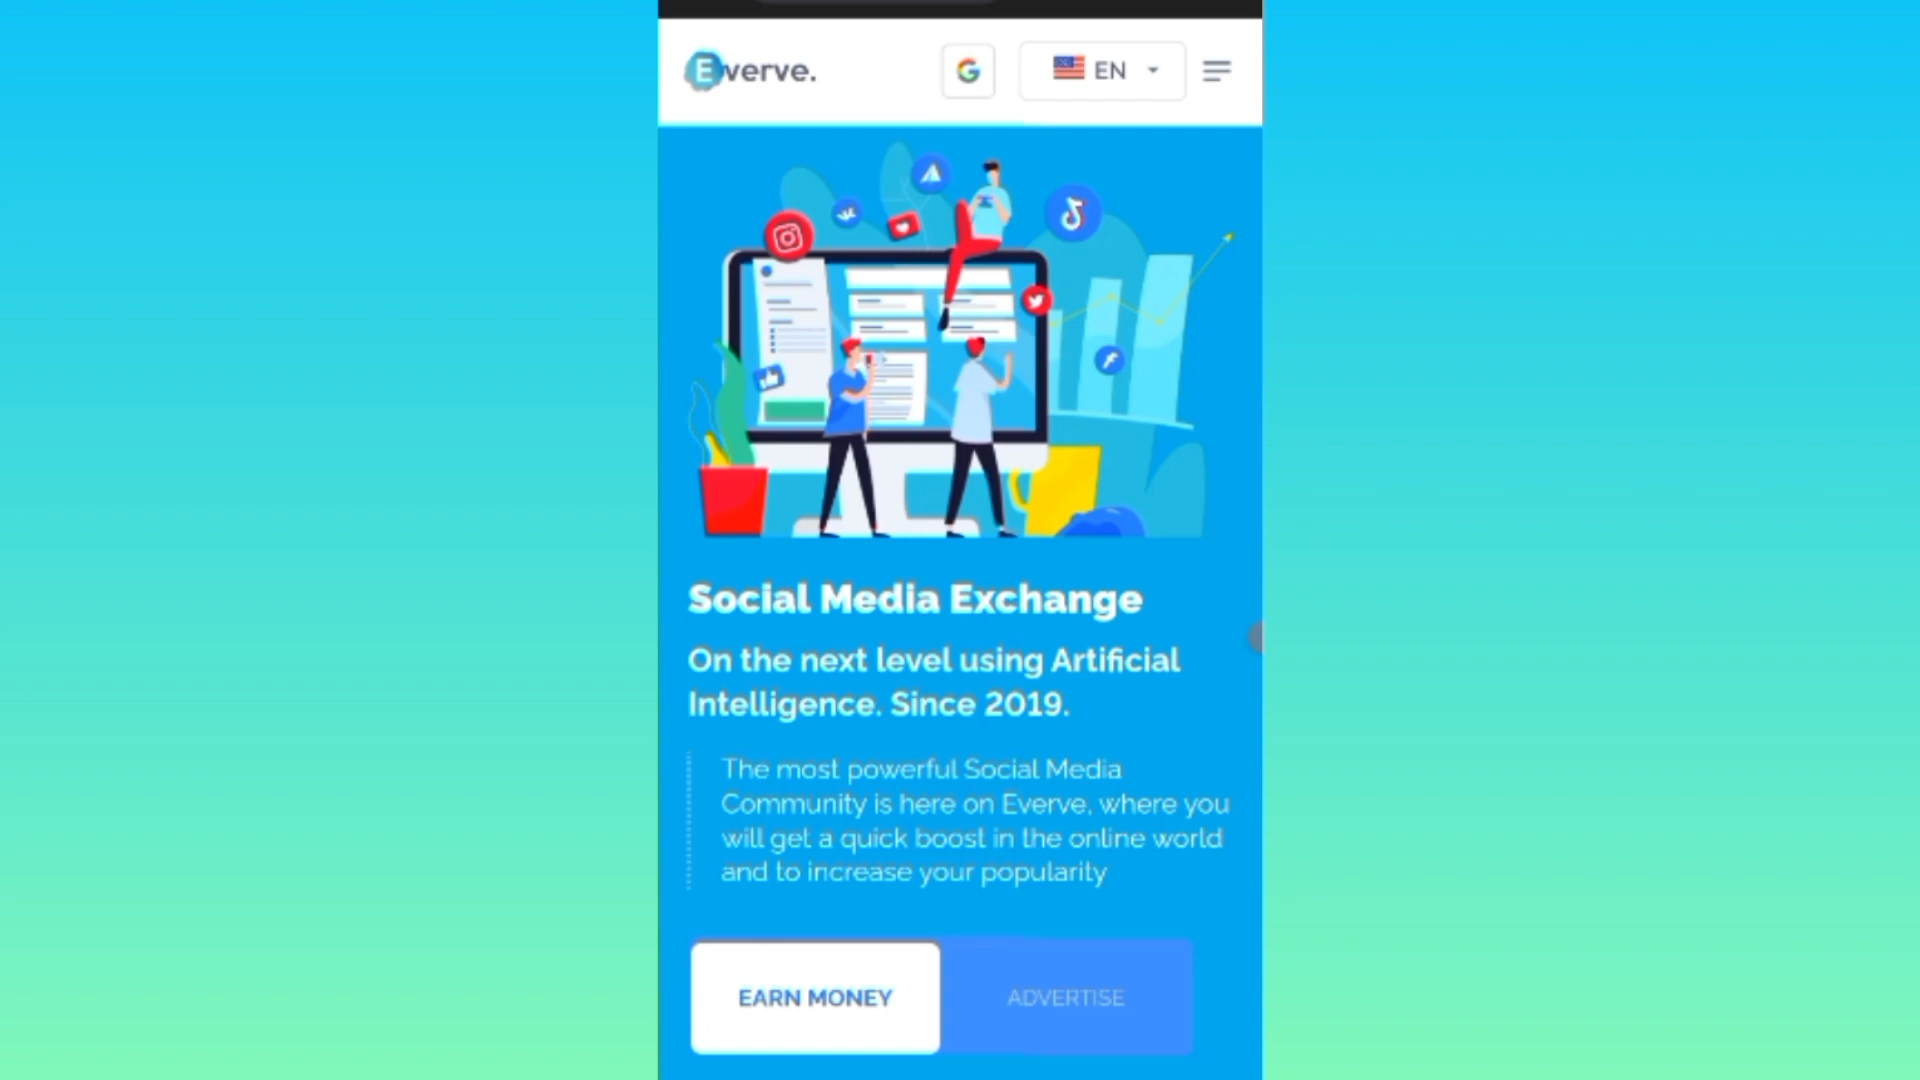 Everve.
EN
Social Media Exchange
On the next level using Artificial
Intelligence. Since 2019.
The most powerful Social Media
Community is here on Everve, where you
will get a quick boost in the online world
and to increase your popularity
EARN MONEY
ADVERTISE